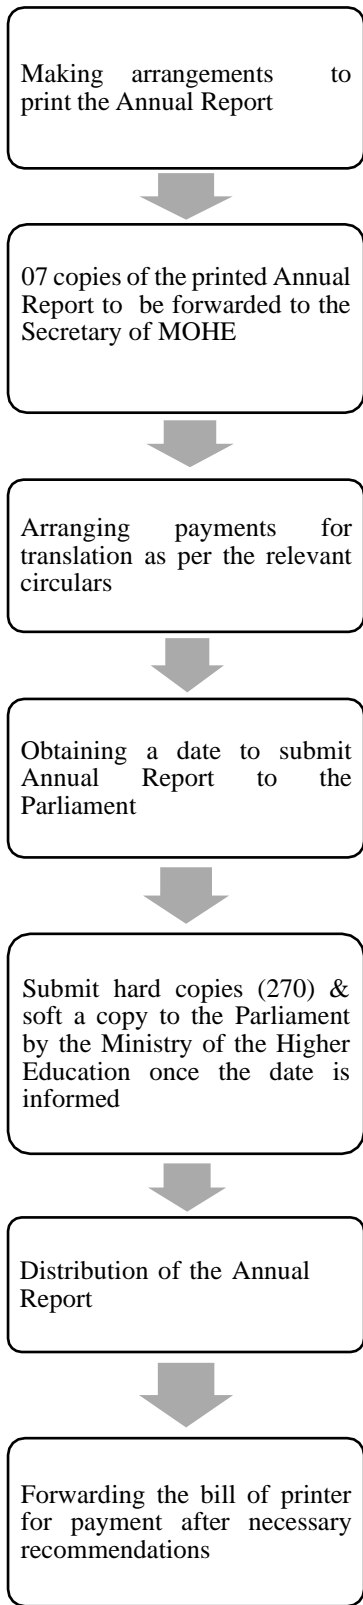 Making arrangements to
print the Annual Report
07 copies of the printed Annual
Report to be forwarded to the
Secretary of MOHE
Arranging payments for
translation as per the relevant
circulars
Obtaining a date to submit
Annual Report to the
Parliament
Submit hard copies (270) &
soft a copy to the Parliament
by the Ministry of the Higher
Education once the date is
informed
Distribution of the Annual
Report
Forwarding the bill of printer
for payment after necessary
recommendations